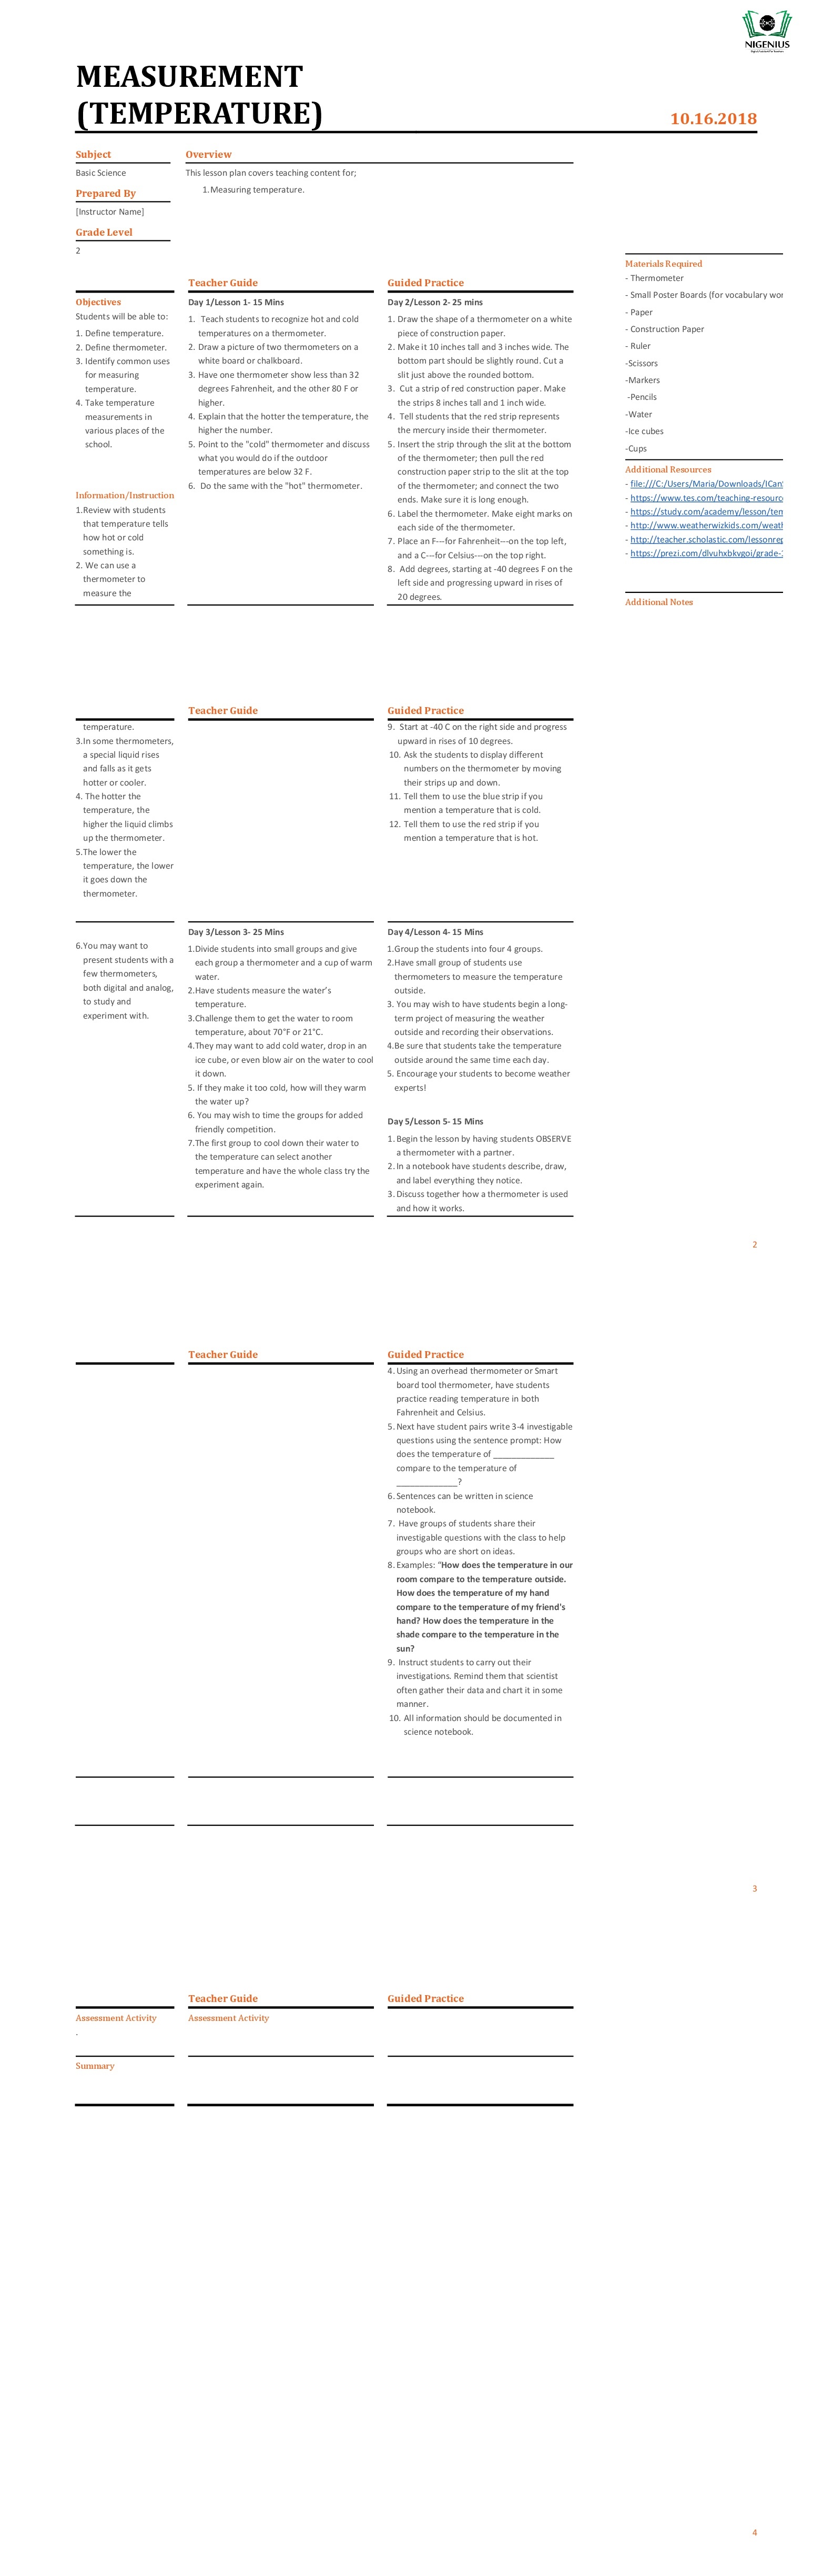 NIGENIUS
MEASUREMENT
(TEMPERATURE)
10.16.2018
Subject
Basic Science
Prepared By
[Instructor Name]
Grade Level
2
Overview
This lesson plan covers teaching content for;
1.Measuring temperature.
Objectives
Students will be able to:
1. Define temperature.
2. Define thermometer.
3. Identify common uses
for measuring
temperature.
4. Take temperature
measurements in
various places of the
school.
Information/Instruction
1.Review with students
that temperature tells
how hot or cold
something is.
2. We can use a
thermometer to
measure the
Teacher Guide
Day 1/Lesson 1- 15 Mins
1. Teach students to recognize hot and cold
temperatures on a thermometer.
2. Draw a picture of two thermometers on a
white board or chalkboard.
3. Have one thermometer show less than 32
degrees Fahrenheit, and the other 80 F or
higher.
4. Explain that the hotter the temperature, the
higher the number.
5. Point to the "cold" thermometer and discuss
what you would do if the outdoor
temperatures are below 32 F.
6. Do the same with the "hot" thermometer.
Guided Practice
Day 2/Lesson 2- 25 mins
1. Draw the shape of a thermometer on a white
piece of construction paper.
2. Make it 10 inches tall and 3 inches wide. The
bottom part should be slightly round. Cut a
slit just above the rounded bottom.
3. Cut a strip of red construction paper. Make
the strips 8 inches tall and 1 inch wide.
4. Tell students that the red strip represents
the mercury inside their thermometer.
5. Insert the strip through the slit at the bottom
of the thermometer; then pull the red
construction paper strip to the slit at the top
of the thermometer; and connect the two
ends. Make sure it is long enough.
6. Label the thermometer. Make eight marks on
each side of the thermometer.
7. Place an F---for Fahrenheit---on the top left,
and a C---for Celsius---on the top right.
8. Add degrees, starting at -40 degrees F on the
left side and progressing upward in rises of
20 degrees.
Materials Required
- Thermometer
- Small Poster Boards (for vocabulary wor
- Paper
- Construction Paper
- Ruler
-Scissors
-Markers
-Pencils
-Water
-Ice cubes
-Cups
Additional Resources
- file:///C:/Users/Maria/Downloads/ICan
- https://www.tes.com/teaching-resourc
- https://study.com/academy/lesson/tem
- http://www.weatherwizkids.com/weath
- http://teacher.scholastic.com/lessonrep
- https://prezi.com/dlvuhxbkvgoi/grade-
Additional Notes
temperature.
3.In some thermometers,
a special liquid rises
and falls as it gets
hotter or cooler.
4. The hotter the
temperature, the
higher the liquid climbs
up the thermometer.
5.The lower the
temperature, the lower
it goes down the
thermometer.
Teacher Guide
Guided Practice
9. Start at -40 C on the right side and progress
upward in rises of 10 degrees.
10. Ask the students to display different
numbers on the thermometer by moving
their strips up and down.
11. Tell them to use the blue strip if you
mention a temperature that is cold.
12. Tell them to use the red strip if you
mention a temperature that is hot.
6.You may want to
present students with a
few thermometers,
both digital and analog,
to study and
experiment with.
Day 3/Lesson 3- 25 Mins
1.Divide students into small groups and give
each group a thermometer and a cup of warm
water.
2.Have students measure the water's
temperature.
3.Challenge them to get the water to room
temperature, about 70°F or 21°C.
4.They may want to add cold water, drop in an
ice cube, or even blow air on the water to cool
it down.
5. If they make it too cold, how will they warm
the water up?
6. You may wish to time the groups for added
friendly competition.
7.The first group to cool down their water to
the temperature can select another
temperature and have the whole class try the
experiment again.
Day 4/Lesson 4- 15 Mins
1.Group the students into four 4 groups.
2.Have small group of students use
thermometers to measure the temperature
outside.
3. You may wish to have students begin a long-
term project of measuring the weather
outside and recording their observations.
4.Be sure that students take the temperature
outside around the same time each day.
5. Encourage your students to become weather
experts!
Day 5/Lesson 5- 15 Mins
1. Begin the lesson by having students OBSERVE
a thermometer with a partner.
2. In a notebook have students describe, draw,
and label everything they notice.
3. Discuss together how a thermometer is used
and how it works.
2
Teacher Guide
Guided Practice
4. Using an overhead thermometer or Smart
board tool thermometer, have students
practice reading temperature in both
Fahrenheit and Celsius.
5. Next have student pairs write 3-4 investigable
questions using the sentence prompt: How
does the temperature of _____________
compare to the temperature of
_____________?
6. Sentences can be written in science
notebook.
7. Have groups of students share their
investigable questions with the class to help
groups who are short on ideas.
8. Examples: "How does the temperature in our
room compare to the temperature outside.
How does the temperature of my hand
compare to the temperature of my friend's
hand? How does the temperature in the
shade compare to the temperature in the
sun?
9. Instruct students to carry out their
investigations. Remind them that scientist
often gather their data and chart it in some
manner.
10. All information should be documented in
science notebook.
3
Teacher Guide
Guided Practice
Assessment Activity
.
Assessment Activity
Summary
4